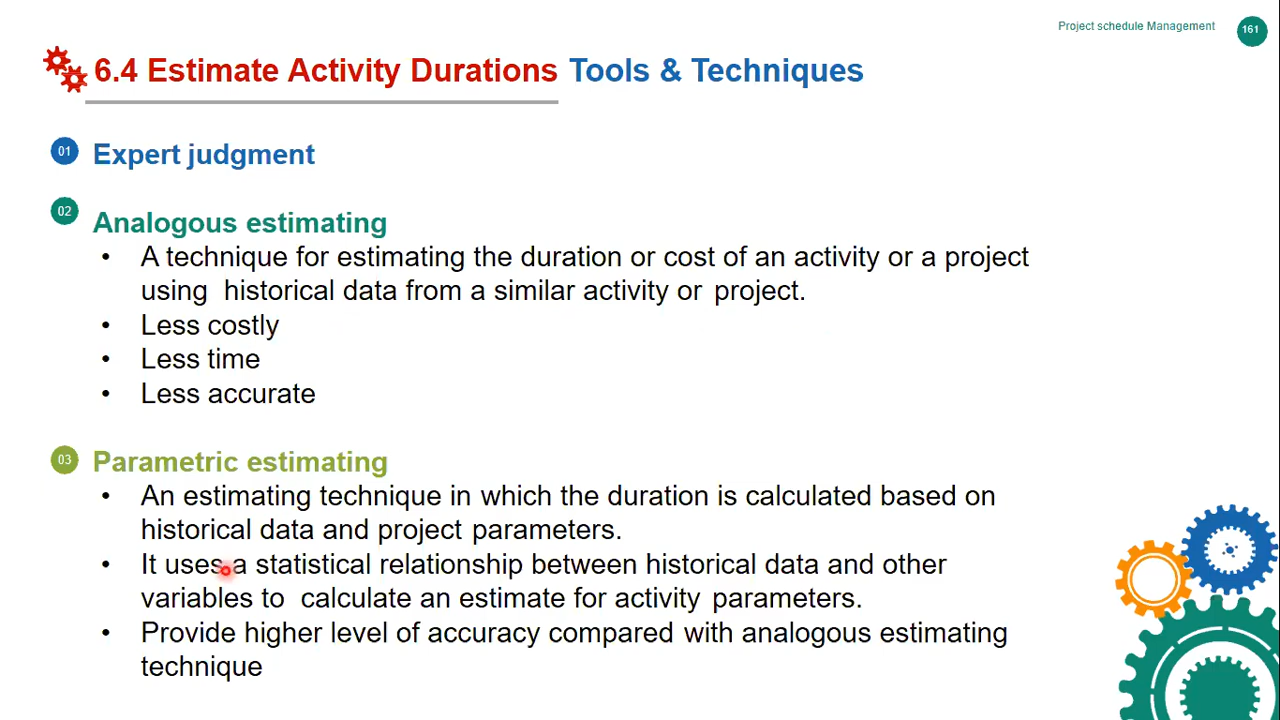 Project schedule Management
161
6.4 Estimate Activity Durations Tools & Techniques
01 Expert judgment
02 Analogous estimating
• A technique for estimating the duration or cost of an activity or a project
using historical data from a similar activity or project.
• Less costly
• Less time
• Less accurate
03 Parametric estimating
• An estimating technique in which the duration is calculated based on
historical data and project parameters.
• It uses a statistical relationship between historical data and other
variables to calculate an estimate for activity parameters.
• Provide higher level of accuracy compared with analogous estimating
technique